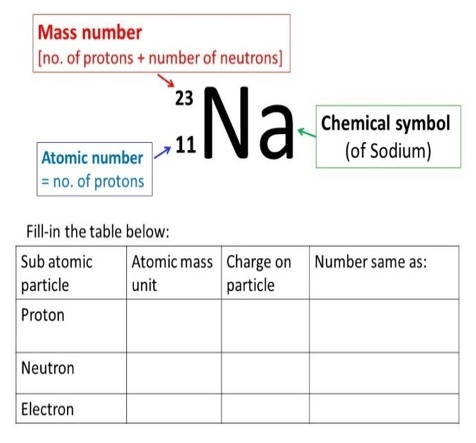 Mass number
[no. of protons + number of neutrons]
23
Na
11
Chemical symbol
(of Sodium)
Atomic number
= no. of protons
Fill-in the table below:
Sub atomic particle Atomic mass unit Charge on particle Number same as:
Proton
Neutron
Electron